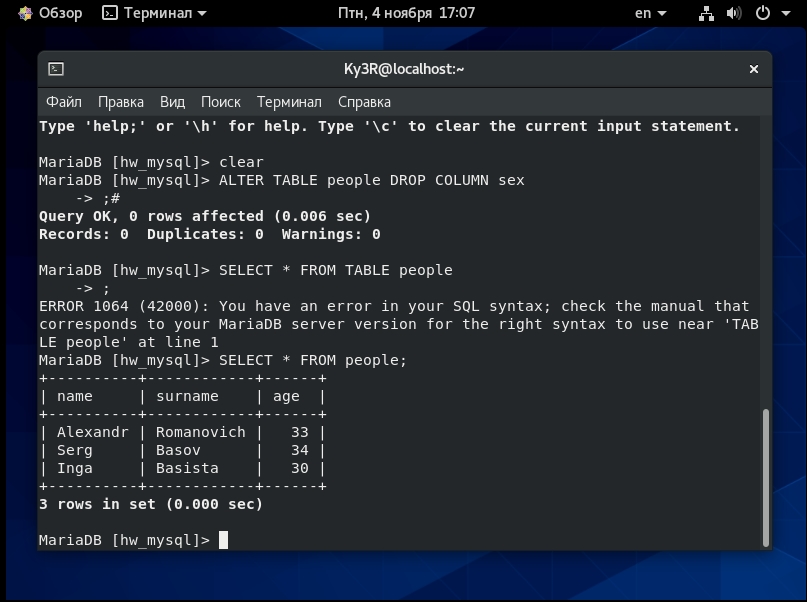 Обзор Терминал Птн, 4 ноября 17:07 en
Ky3R@localhost:~
Файл Правка Вид Поиск Терминал Справка
Type 'help;' or '\h' for help. Type '\c' to clear the current input statement.
MariaDB [hw_mysql]> clear
MariaDB [hw_mysql]> ALTER TABLE people DROP COLUMN sex
    -> ;#
Query OK, 0 rows affected (0.006 sec)
Records: 0  Duplicates: 0  Warnings: 0
MariaDB [hw_mysql]> SELECT * FROM TABLE people
    -> ;
ERROR 1064 (42000): You have an error in your SQL syntax; check the manual that
corresponds to your MariaDB server version for the right syntax to use near 'TAB
LE people' at line 1
MariaDB [hw_mysql]> SELECT * FROM people;
+----------+------------+------+
| name     | surname    | age  |
+----------+------------+------+
| Alexandr | Romanovich |   33 |
| Serg     | Basov      |   34 |
| Inga     | Basista    |   30 |
+----------+------------+------+
3 rows in set (0.000 sec)
MariaDB [hw_mysql]>